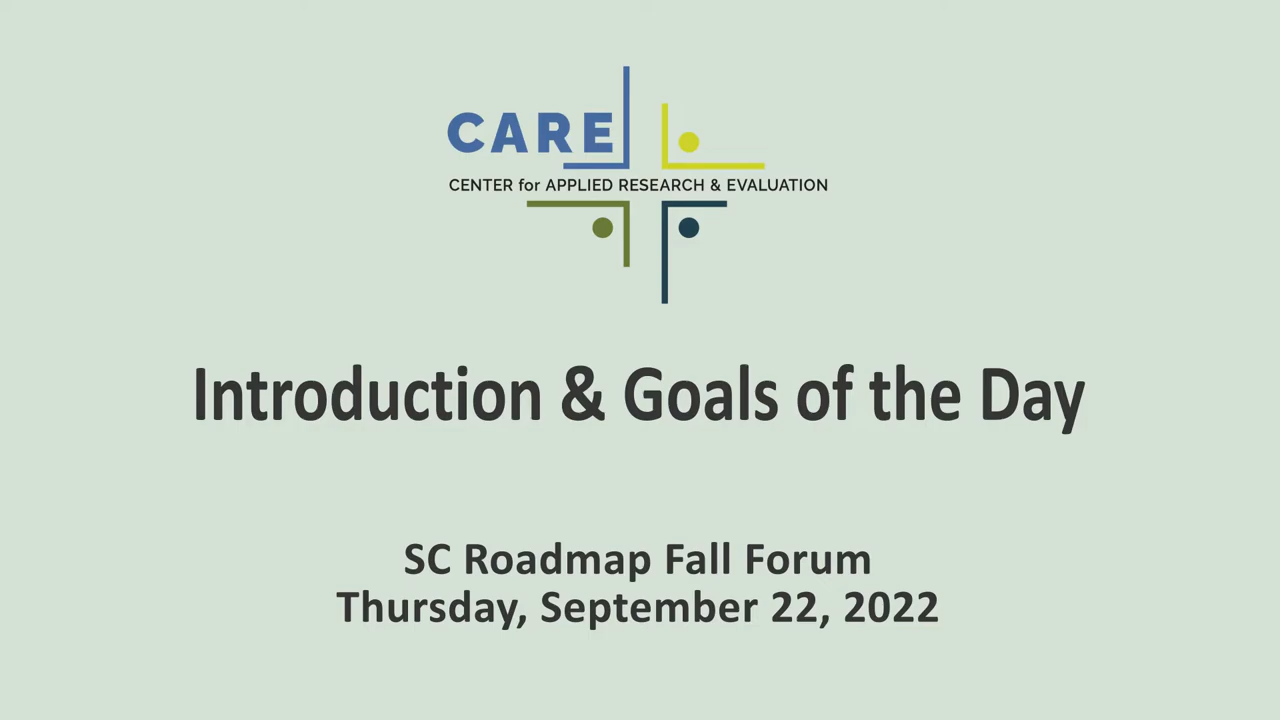 CARE
CENTER for APPLIED RESEARCH & EVALUATION
Introduction & Goals of the Day
SC Roadmap Fall Forum
Thursday, September 22, 2022